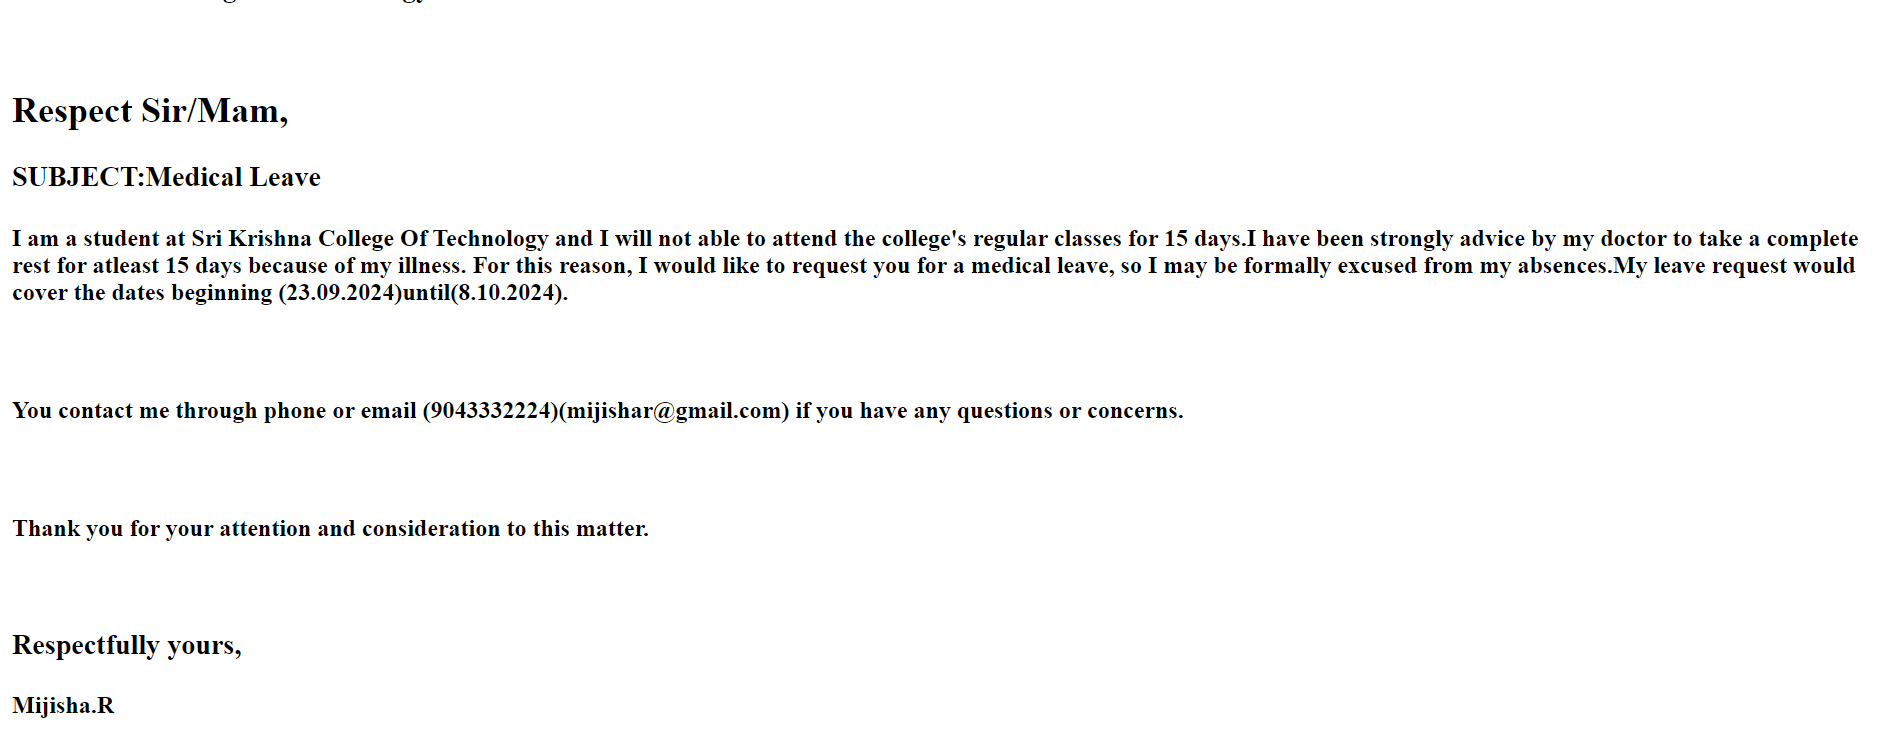 Respect Sir/Mam,
SUBJECT:Medical Leave
I am a student at Sri Krishna College Of Technology and I will not able to attend the college's regular classes for 15 days.I have been strongly advice by my doctor to take a complete
rest for atleast 15 days because of my illness. For this reason, I would like to request you for a medical leave, so I may be formally excused from my absences.My leave request would
cover the dates beginning (23.09.2024)until(8.10.2024).
You contact me through phone or email (9043332224)(mijishar@gmail.com) if you have any questions or concerns.
Thank you for your attention and consideration to this matter.
Respectfully yours,
Mijisha.R